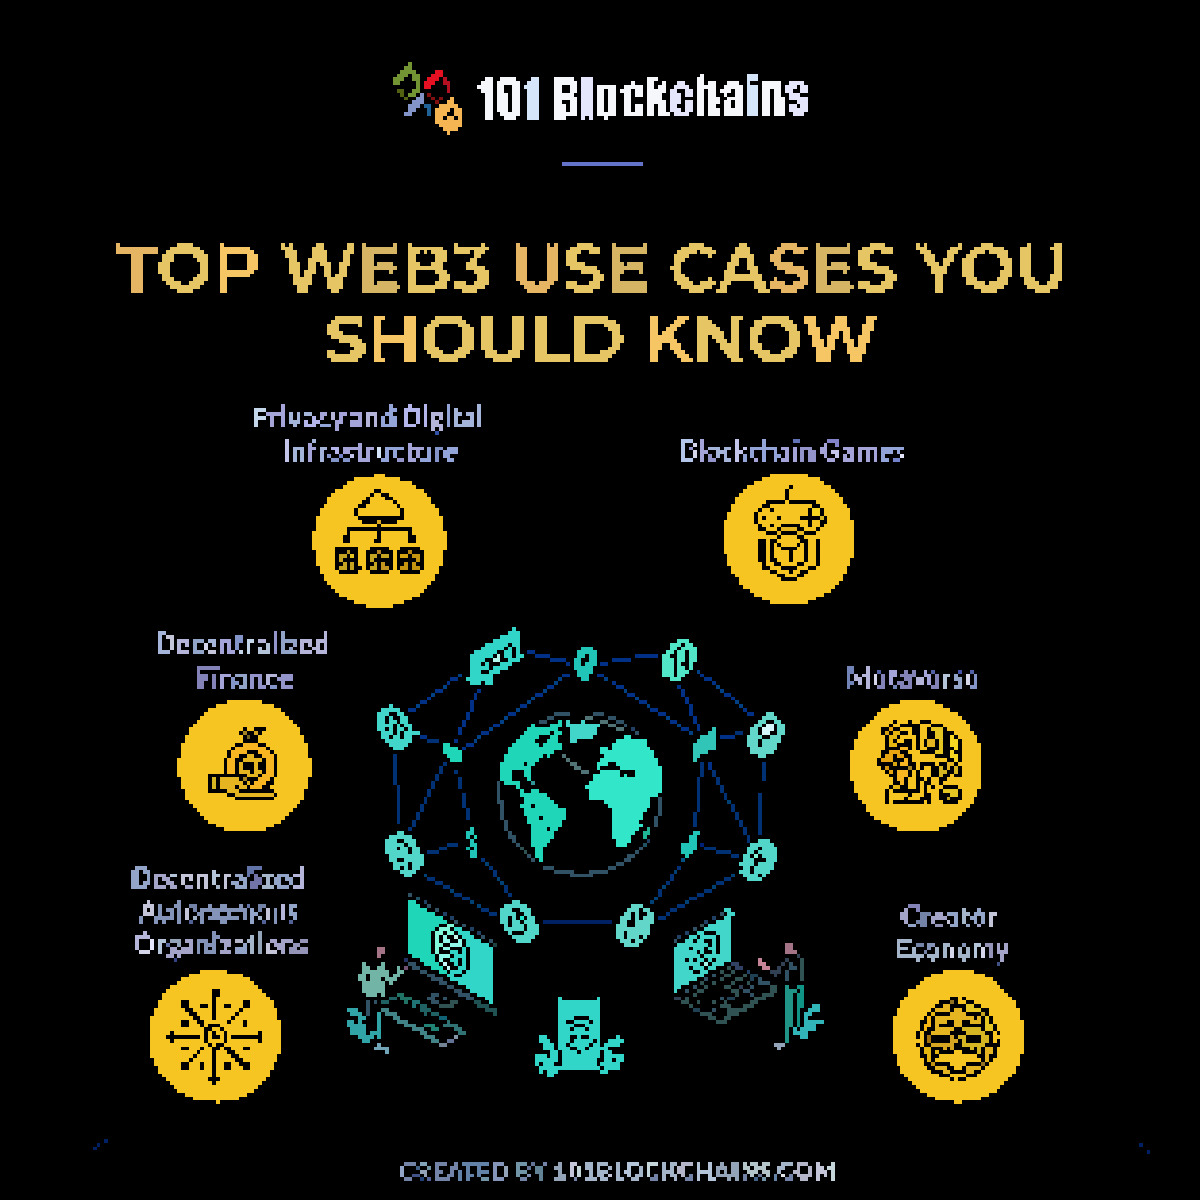 101 Blockchains
TOP WEB3 USE CASES YOU
SHOULD KNOW
Privacy and Digital
Infrastructure
Blockchain Games
Decentralized
Finance
Metaverse
Decentralized
Autonomous
Organizations
Creator
Economy
CREATED BY 101BLOCKCHAINS.COM